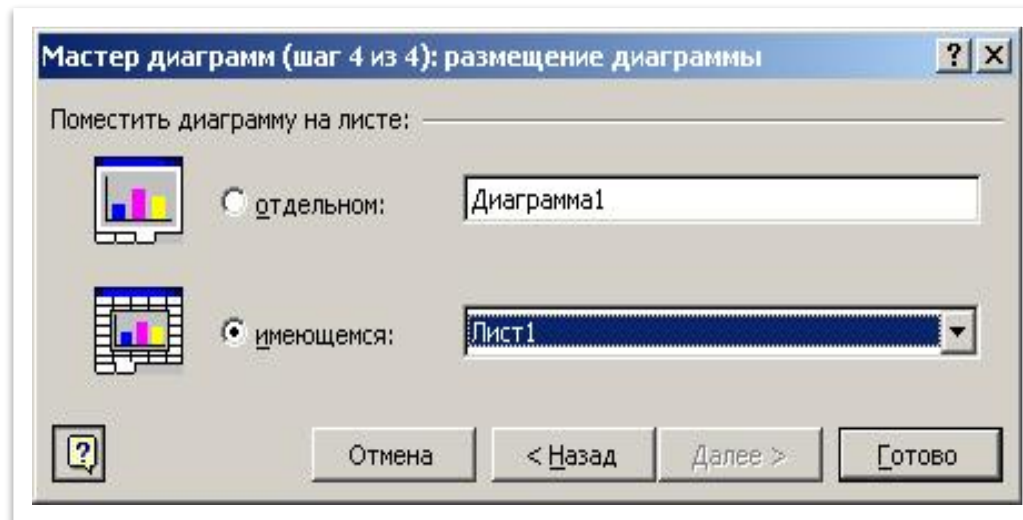 Мастер диаграмм (шаг 4 из 4): размещение диаграммы
Поместить диаграмму на листе:
отдельном: Диаграмма1
имеющемся: Лист1
Отмена < Назад Далее > Готово